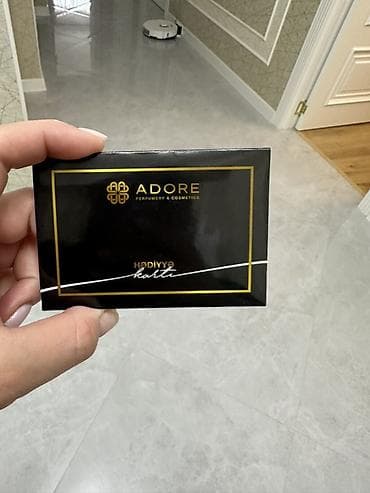 ADORE
PERFUMERY & COSMETICS
HƏDİYYƏ
kartı